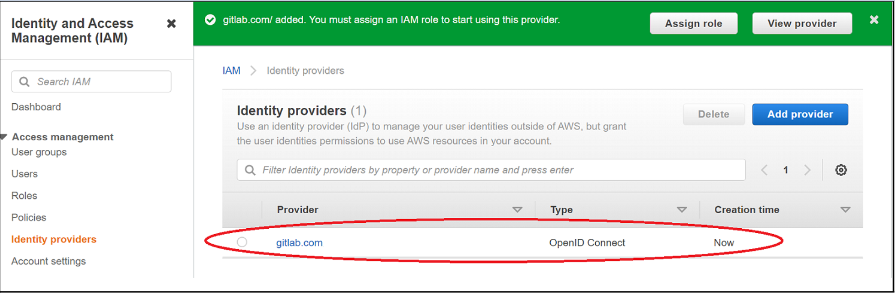 Identity and Access
Management (IAM)
Search IAM
Dashboard
Access management
User groups
Users
Roles
Policies
Identity providers
Account settings
gitlab.com/ added. You must assign an IAM role to start using this provider.
Assign role
View provider
IAM > Identity providers
Identity providers (1)
Use an identity provider (IdP) to manage your user identities outside of AWS, but grant
the user identities permissions to use AWS resources in your account.
Delete
Add provider
Filter Identity providers by property or provider name and press enter
1
Provider Type Creation time
gitlab.com OpenID Connect Now